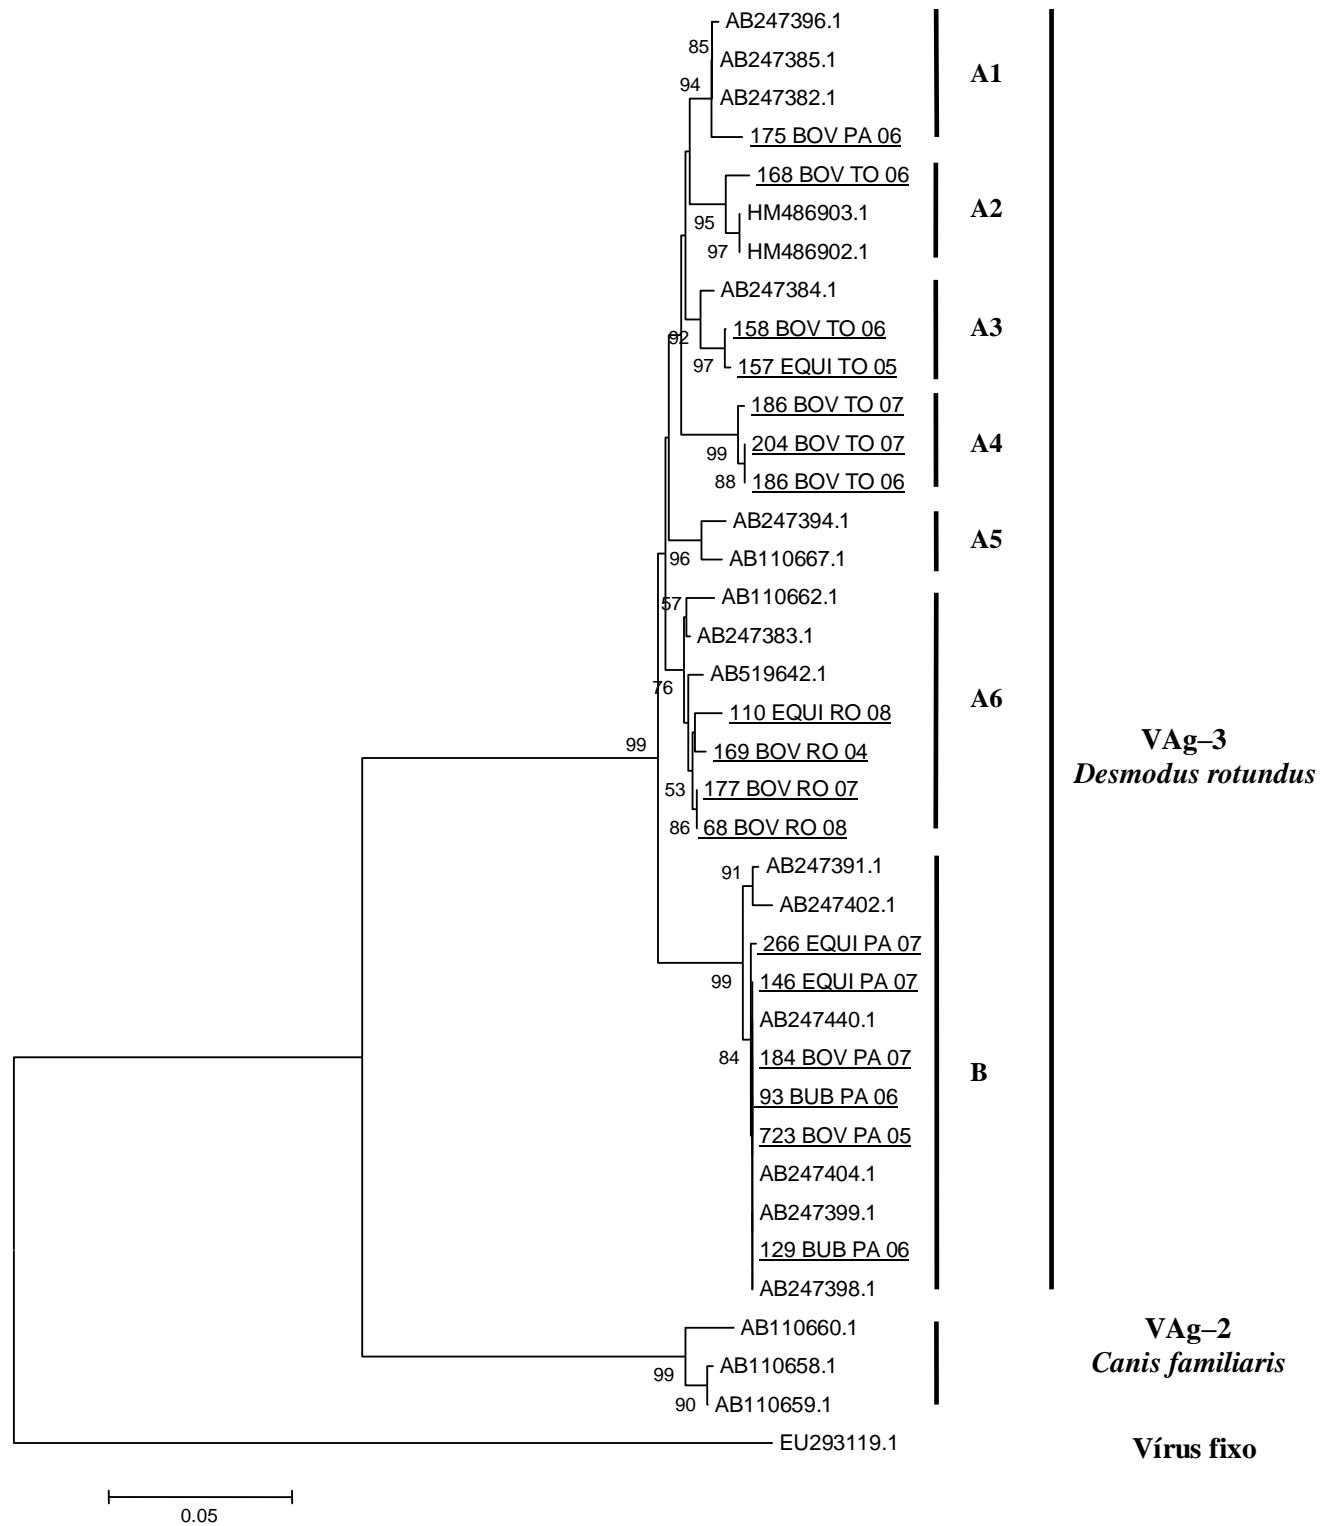 AB247396.1
85
AB247385.1
A1
94
AB247382.1
175 BOV PA 06
168 BOV TO 06
A2
HM486903.1
95
97
HM486902.1
AB247384.1
A3
158 BOV TO 06
92
97
157 EQUI TO 05
186 BOV TO 07
A4
204 BOV TO 07
99
88
186 BOV TO 06
AB247394.1
A5
96
AB110667.1
57
AB110662.1
AB247383.1
AB519642.1
76
A6
110 EQUI RO 08
99
169 BOV RO 04
VAg–3
Desmodus rotundus
53
177 BOV RO 07
86
68 BOV RO 08
91
AB247391.1
AB247402.1
266 EQUI PA 07
99
146 EQUI PA 07
AB247440.1
84
184 BOV PA 07
B
93 BUB PA 06
723 BOV PA 05
AB247404.1
AB247399.1
129 BUB PA 06
AB247398.1
AB110660.1
VAg–2
99
AB110658.1
Canis familiaris
90
AB110659.1
EU293119.1
Vírus fixo
0.05